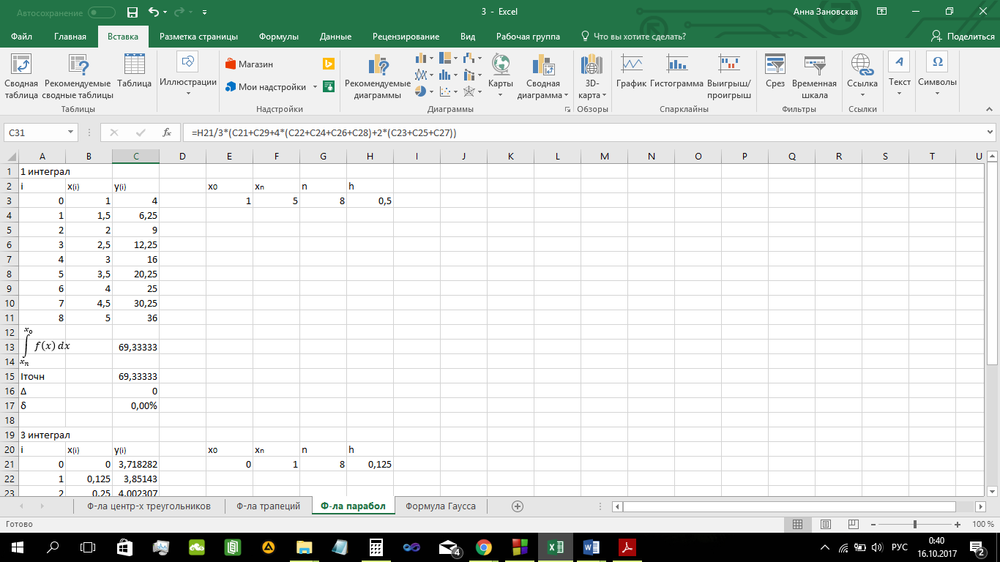 Автосохранение
3 - Excel
Анна Зановская
Файл Главная Вставка Разметка страницы Формулы Данные Рецензирование Вид Рабочая группа Что вы хотите сделать? Поделиться
Сводная таблица
Рекомендуемые сводные таблицы
Таблица
Таблицы
Иллюстрации
Магазин
Мои надстройки
Надстройки
Рекомендуемые диаграммы
Карты
Сводная диаграмма
Диаграммы
3D-карта
Обзоры
График Гистограмма Выигрыш/проигрыш
Спарклайны
Срез Временная шкала
Фильтры
Ссылка
Ссылки
Текст
Символы
C31 fx =H21/3*(C21+C29+4*(C22+C24+C26+C28)+2*(C23+C25+C27))
A B C D E F G H I J K L M N O P Q R S T U
1 1 интеграл
2 i x(i) y(i) x0 xn n h
3 0 1 4 1 5 8 0,5
4 1 1,5 6,25
5 2 2 9
6 3 2,5 12,25
7 4 3 16
8 5 3,5 20,25
9 6 4 25
10 7 4,5 30,25
11 8 5 36
12 x0
13 ∫ f(x) dx 69,33333
14 xn
15 Iточн 69,33333
16 Δ 0
17 δ 0,00%
18
19 3 интеграл
20 i x(i) y(i) x0 xn n h
21 0 0 3,718282 0 1 8 0,125
22 1 0,125 3,85143
23 2 0,25 4,002307
Ф-ла центр-х треугольников Ф-ла трапеций Ф-ла парабол Формула Гаусса
Готово
100 %
4
РУС
0:40
16.10.2017
2